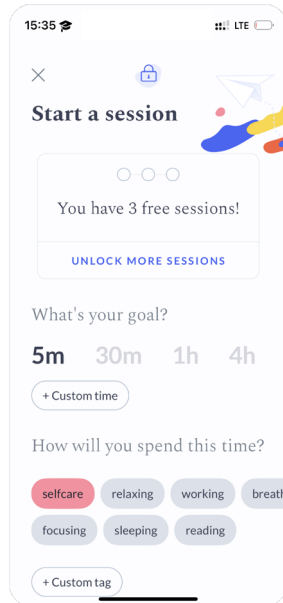 15:35
LTE
Start a session
You have 3 free sessions!
UNLOCK MORE SESSIONS
What's your goal?
5m 30m 1h 4h
+ Custom time
How will you spend this time?
selfcare relaxing working breat
focusing sleeping reading
+ Custom tag